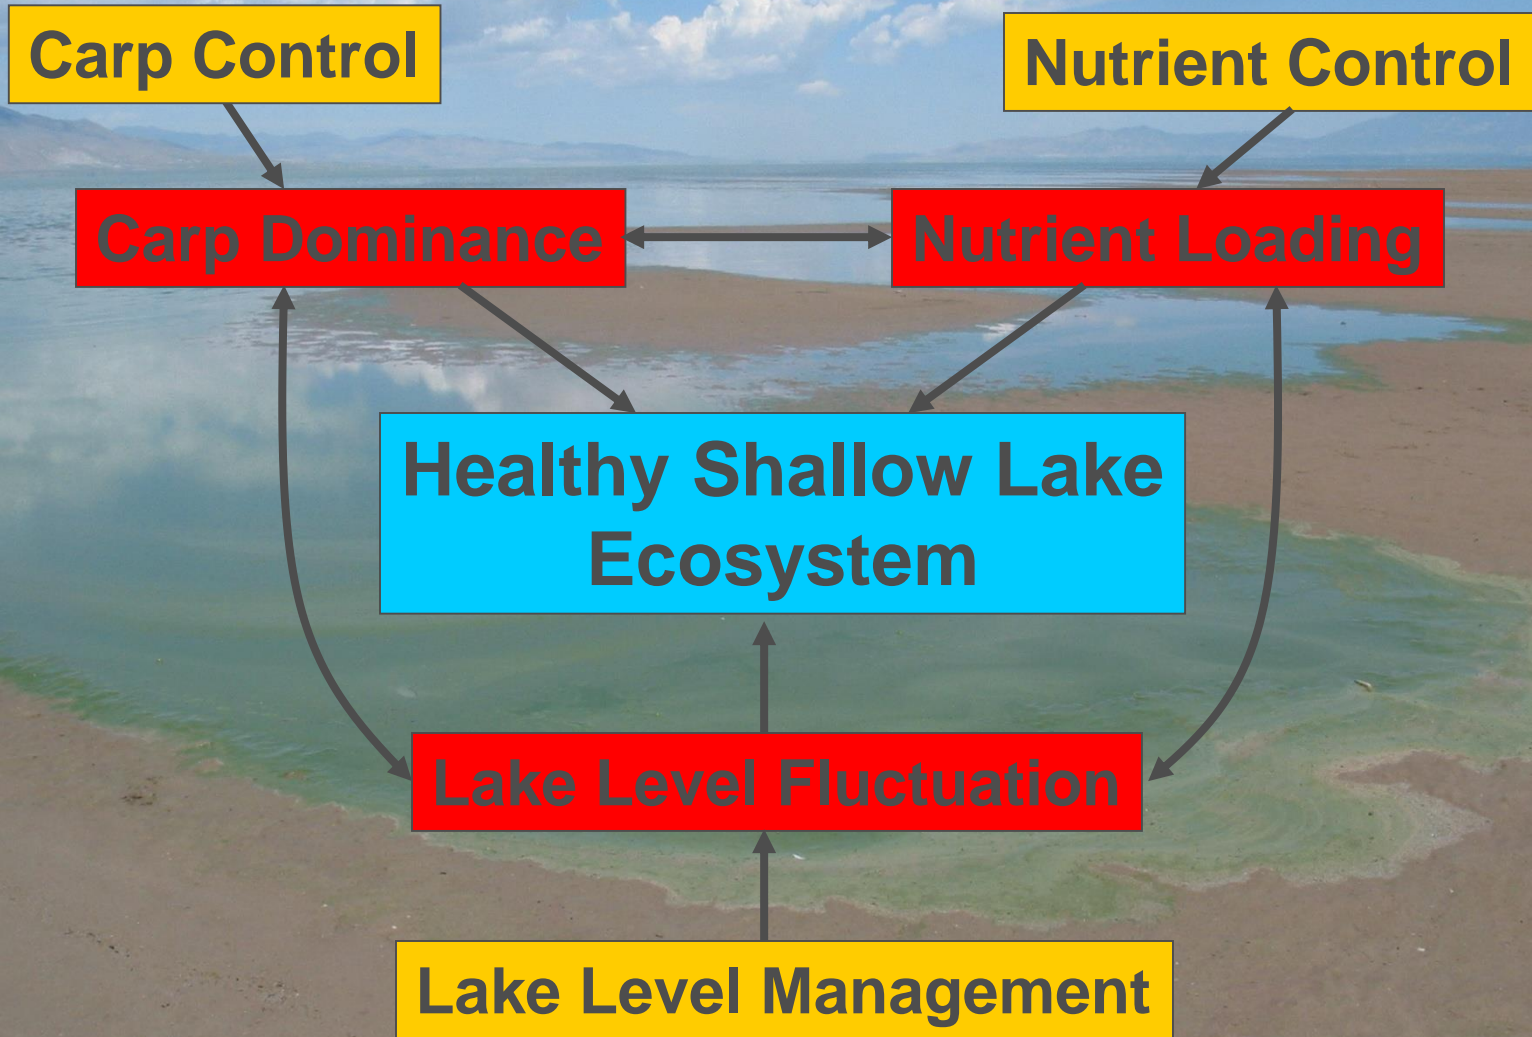 Carp Control
Nutrient Control
Carp Dominance
Nutrient Loading
Healthy Shallow Lake
Ecosystem
Lake Level Fluctuation
Lake Level Management